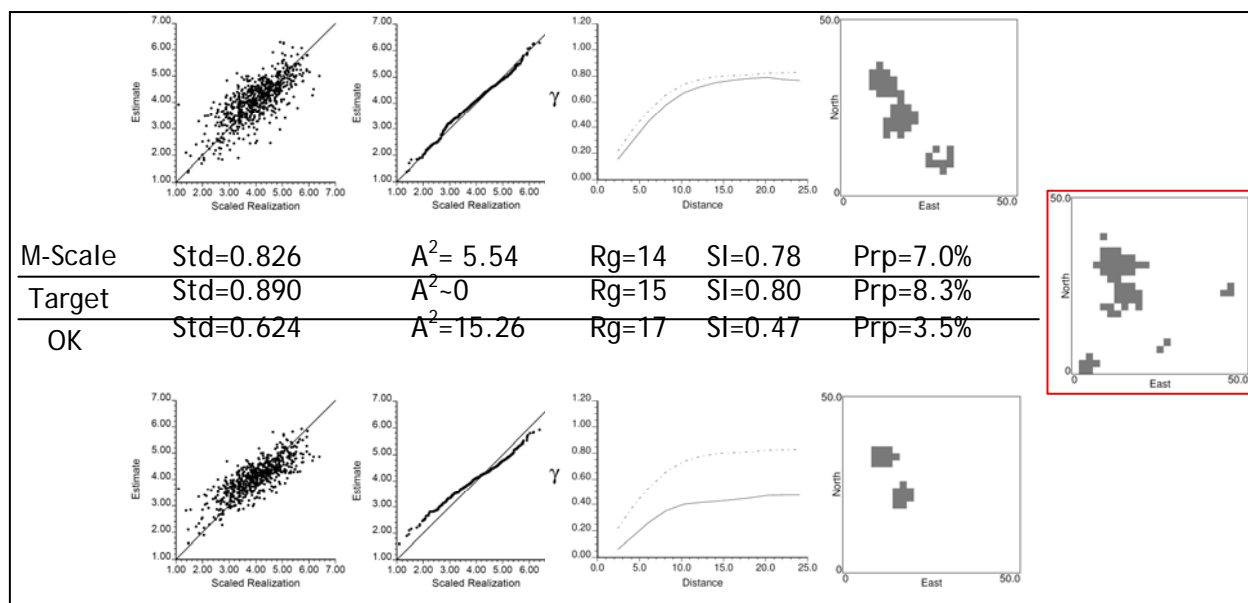 7.00
6.00
5.00
4.00
3.00
2.00
1.00
Estimate
1.00 2.00 3.00 4.00 5.00 6.00 7.00
Scaled Realization
7.00
6.00
5.00
4.00
3.00
2.00
1.00
Estimate
1.00 2.00 3.00 4.00 5.00 6.00
Scaled Realization
1.20
1.00
0.80
0.60
0.40
0.20
γ
0.0 5.0 10.0 15.0 20.0 25.0
Distance
50.0
North
0
0 50.0
East
M-Scale Std=0.826 A²= 5.54 Rg=14 SI=0.78 Prp=7.0%
Target Std=0.890 A²~0 Rg=15 SI=0.80 Prp=8.3%
OK Std=0.624 A²=15.26 Rg=17 SI=0.47 Prp=3.5%
50.0
North
0
0 50.0
East
7.00
6.00
5.00
4.00
3.00
2.00
1.00
Estimate
1.00 2.00 3.00 4.00 5.00 6.00 7.00
Scaled Realization
7.00
6.00
5.00
4.00
3.00
2.00
1.00
Estimate
1.00 2.00 3.00 4.00 5.00 6.00
Scaled Realization
1.20
1.00
0.80
0.60
0.40
0.20
0.00
γ
0.0 5.0 10.0 15.0 20.0 25.0
Distance
50.0
North
0
0 50.0
East